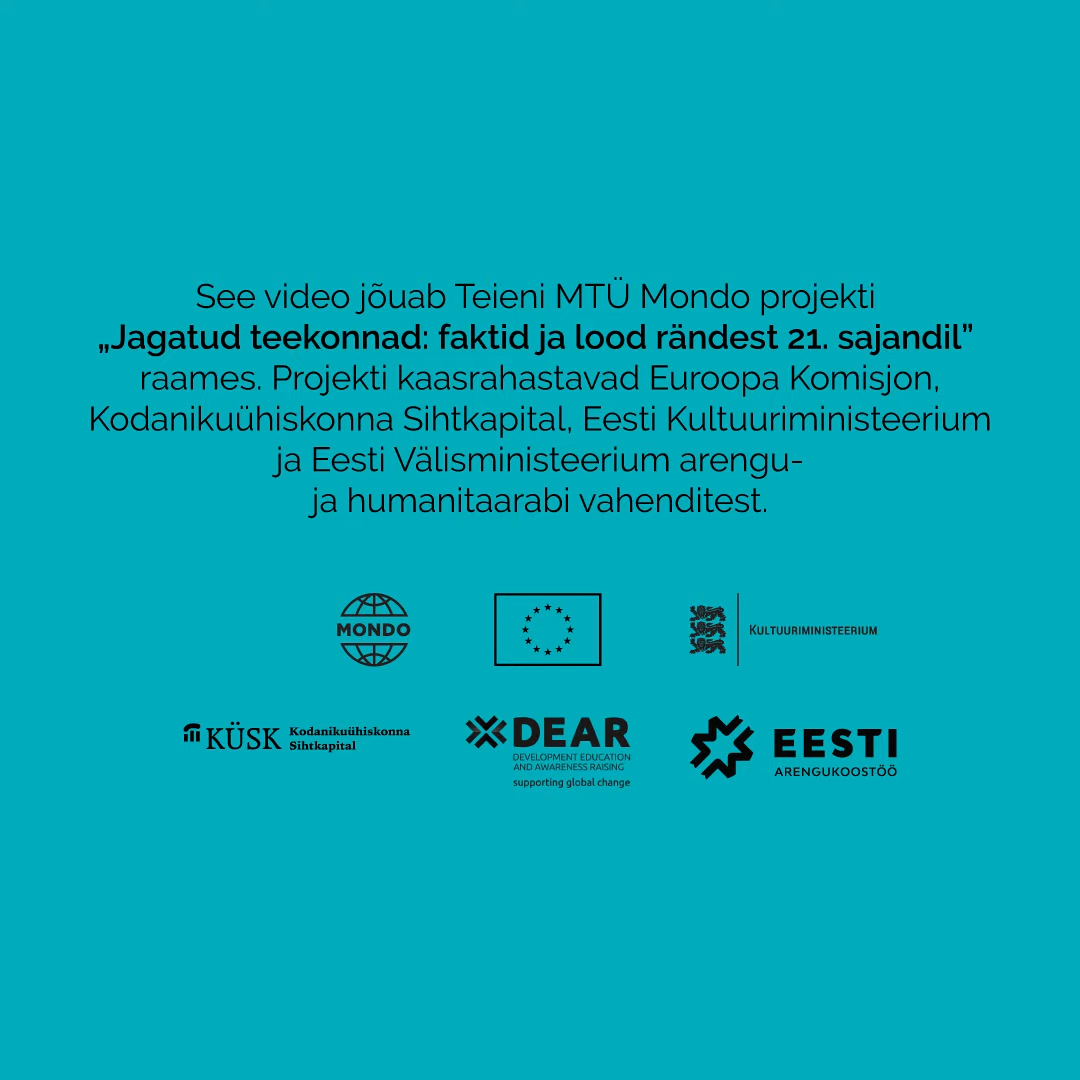 See video jõuab Teieni MTÜ Mondo projekti
„Jagatud teekonnad: faktid ja lood rändest 21. sajandil”
raames. Projekti kaasrahastavad Euroopa Komisjon,
Kodanikuühiskonna Sihtkapital, Eesti Kultuuriministeerium
ja Eesti Välisministeerium arengu-
ja humanitaarabi vahenditest.
MONDO
KULTUURIMINISTEERIUM
KÜSK Kodanikuühiskonna
Sihtkapital
DEAR
DEVELOPMENT EDUCATION
AND AWARENESS RAISING
supporting global change
EESTI
ARENGUKOOSTÖÖ